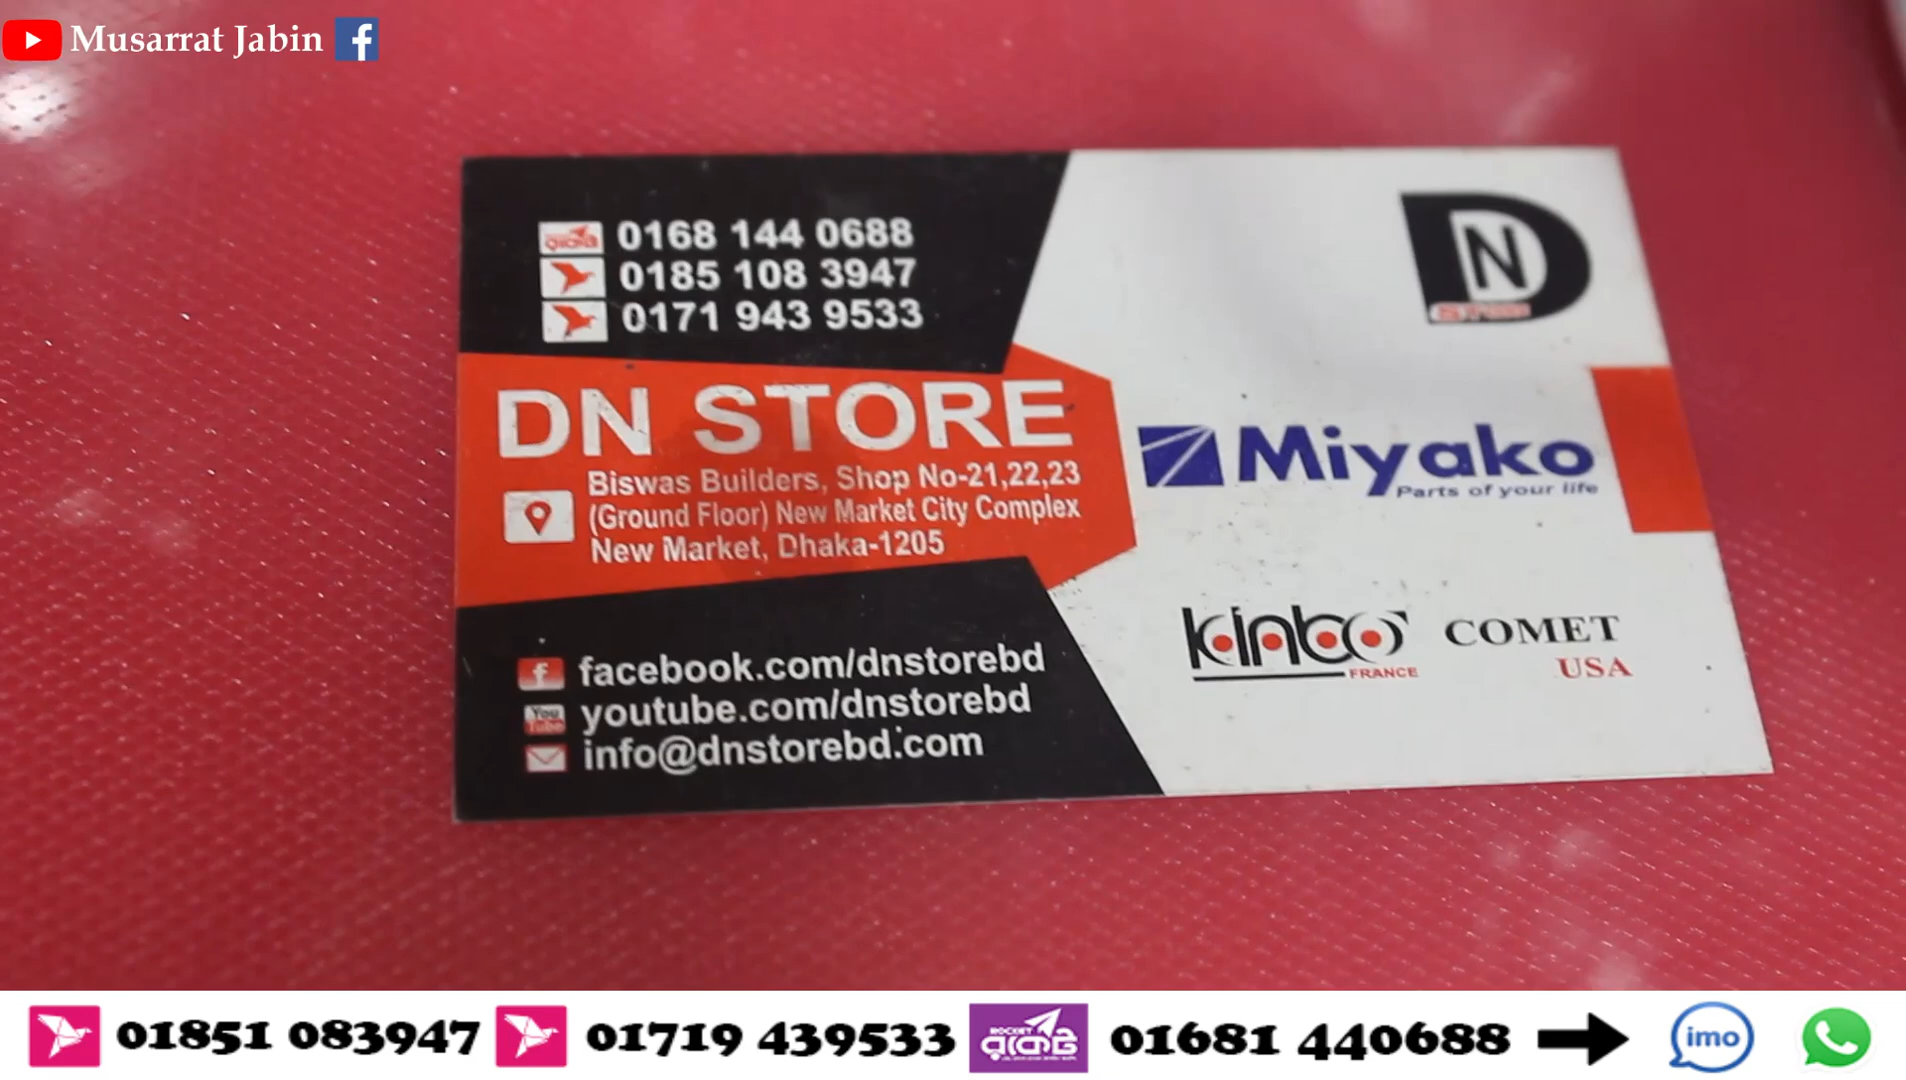 Musarrat Jabin
0168 144 0688
0185 108 3947
0171 943 9533
DN STORE
Biswas Builders, Shop No-21,22,23
(Ground Floor) New Market City Complex
New Market, Dhaka-1205
facebook.com/dnstorebd
youtube.com/dnstorebd
info@dnstorebd.com
DN
Miyako
Parts of your life
kinbo
FRANCE
COMET
USA
01851 083947 01719 439533 ROCKET রকেট 01681 440688 imo